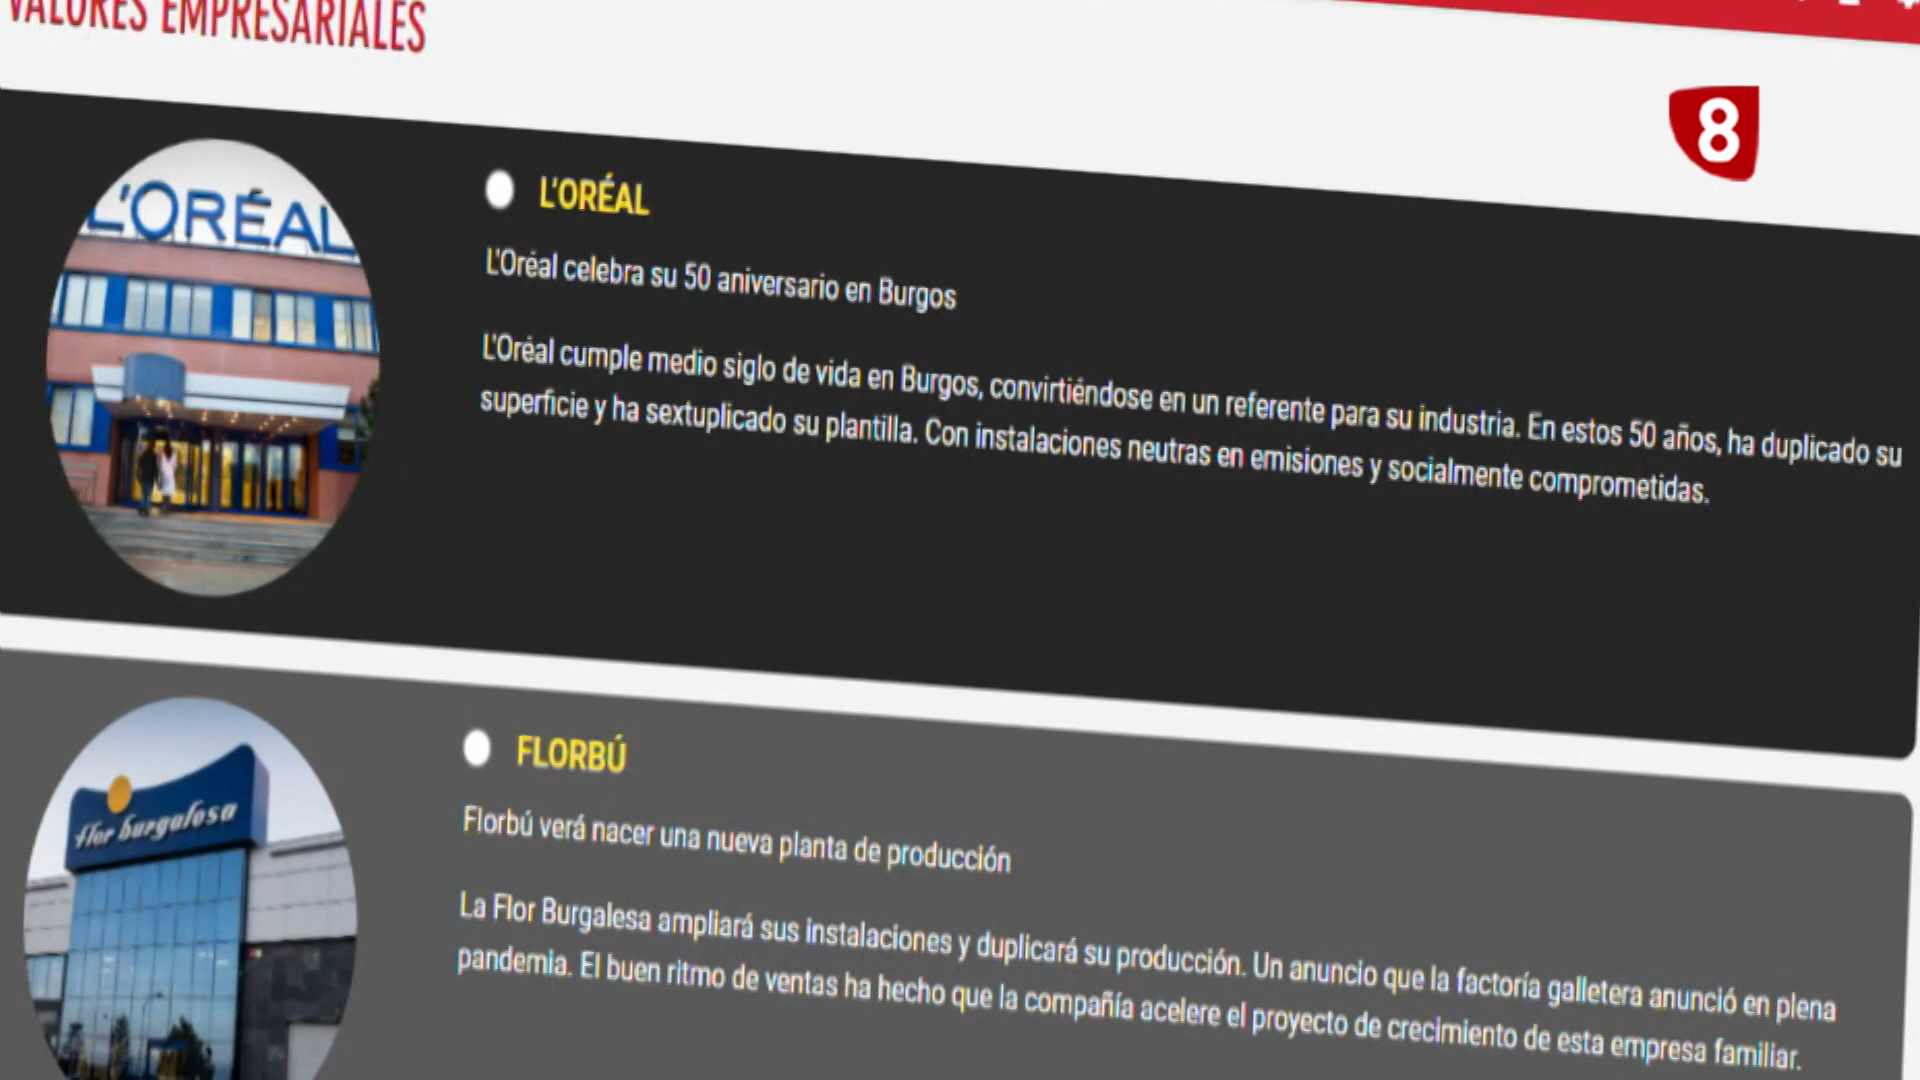 VALORES EMPRESARIALES
8
L'ORÉAL
L'ORÉAL
L'Oréal celebra su 50 aniversario en Burgos
L'Oréal cumple medio siglo de vida en Burgos, convirtiéndose en un referente para su industria. En estos 50 años, ha duplicado su
superficie y ha sextuplicado su plantilla. Con instalaciones neutras en emisiones y socialmente comprometidas.
flor burgalesa
FLORBÚ
Florbú verá nacer una nueva planta de producción
La Flor Burgalesa ampliará sus instalaciones y duplicará su producción. Un anuncio que la factoría galletera anunció en plena
pandemia. El buen ritmo de ventas ha hecho que la compañía acelere el proyecto de crecimiento de esta empresa familiar.